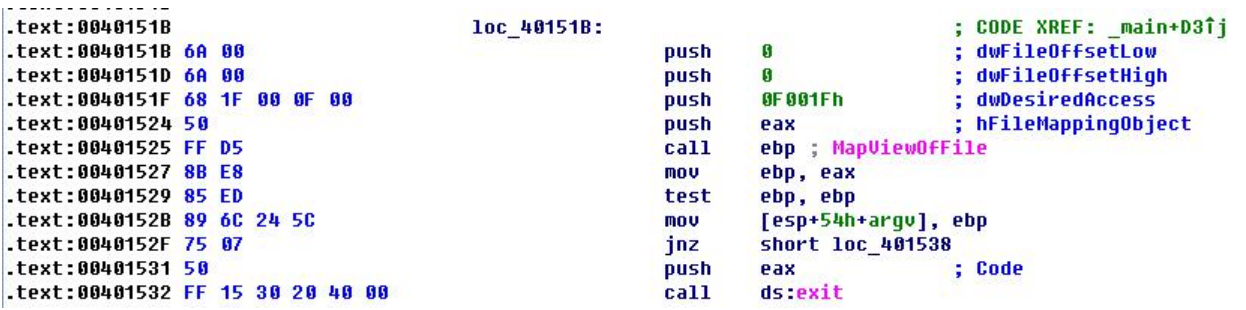 .text:0040151B loc_40151B: ; CODE XREF: _main+D3↑j
.text:0040151B 6A 00 push 0 ; dwFileOffsetLow
.text:0040151D 6A 00 push 0 ; dwFileOffsetHigh
.text:0040151F 68 1F 00 0F 00 push 0F001Fh ; dwDesiredAccess
.text:00401524 50 push eax ; hFileMappingObject
.text:00401525 FF D5 call ebp ; MapViewOfFile
.text:00401527 8B E8 mov ebp, eax
.text:00401529 85 ED test ebp, ebp
.text:0040152B 89 6C 24 5C mov [esp+54h+argv], ebp
.text:0040152F 75 07 jnz short loc_401538
.text:00401531 50 push eax ; Code
.text:00401532 FF 15 30 20 40 00 call ds:exit